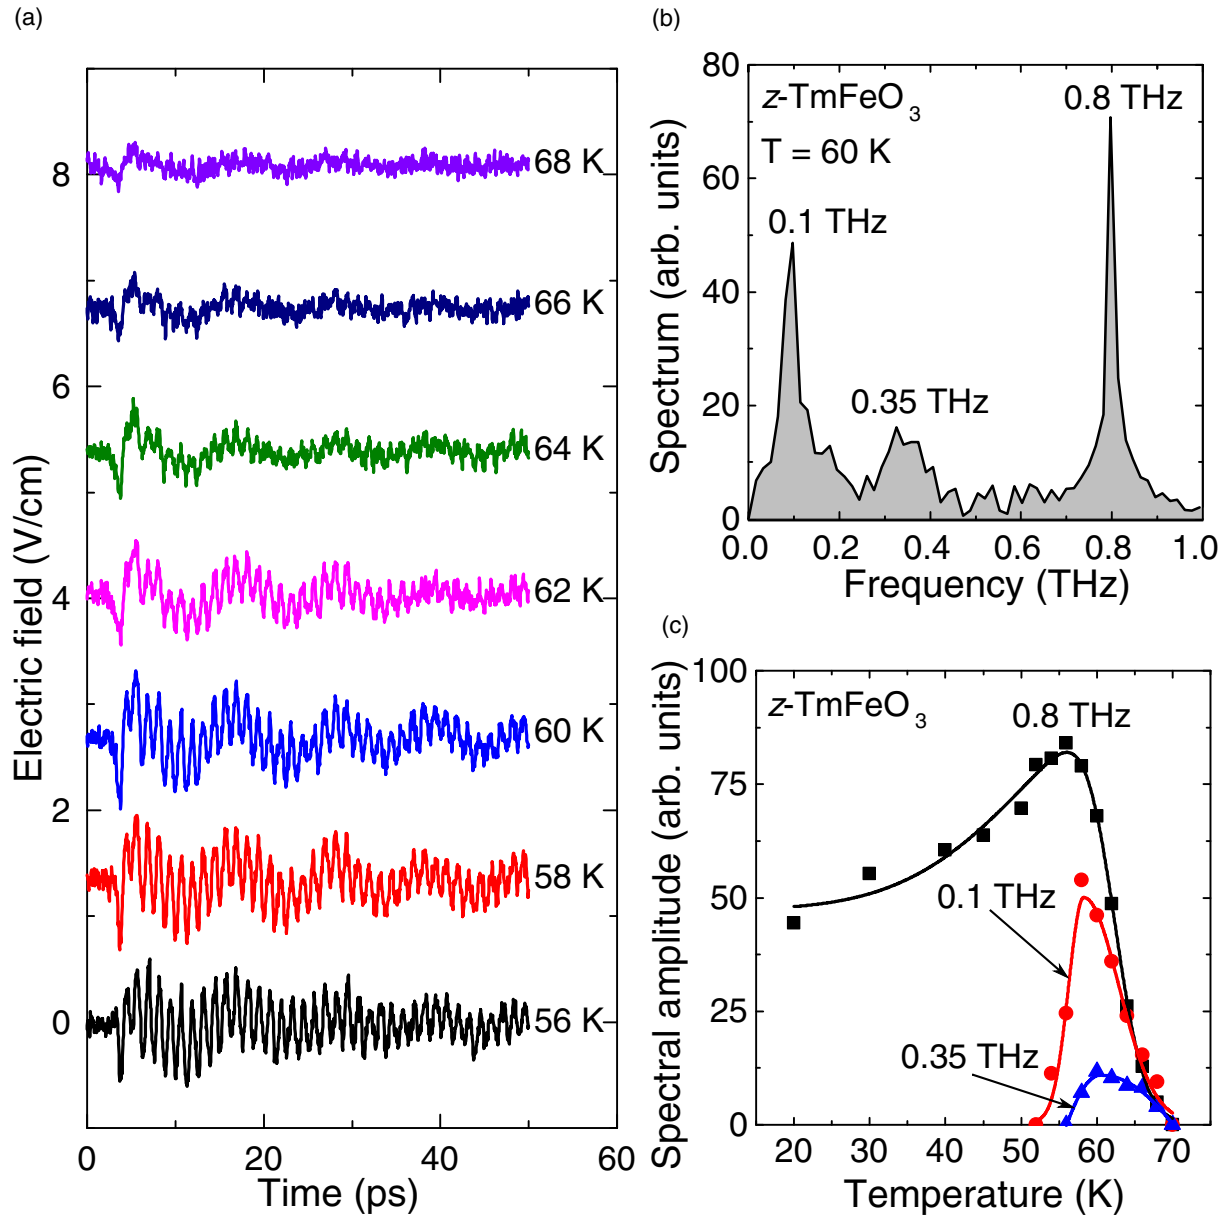 (a)
Electric field (V/cm)
8
6
4
2
0
68 K
66 K
64 K
62 K
60 K
58 K
56 K
0
20
40
60
Time (ps)
(b)
Spectrum (arb. units)
80
60
40
20
0
z-TmFeO₃
T = 60 K
0.1 THz
0.35 THz
0.8 THz
0.0
0.2
0.4
0.6
0.8
1.0
Frequency (THz)
(c)
Spectral amplitude (arb. units)
100
75
50
25
0
z-TmFeO₃
0.8 THz
0.1 THz
0.35 THz
20
30
40
50
60
70
Temperature (K)